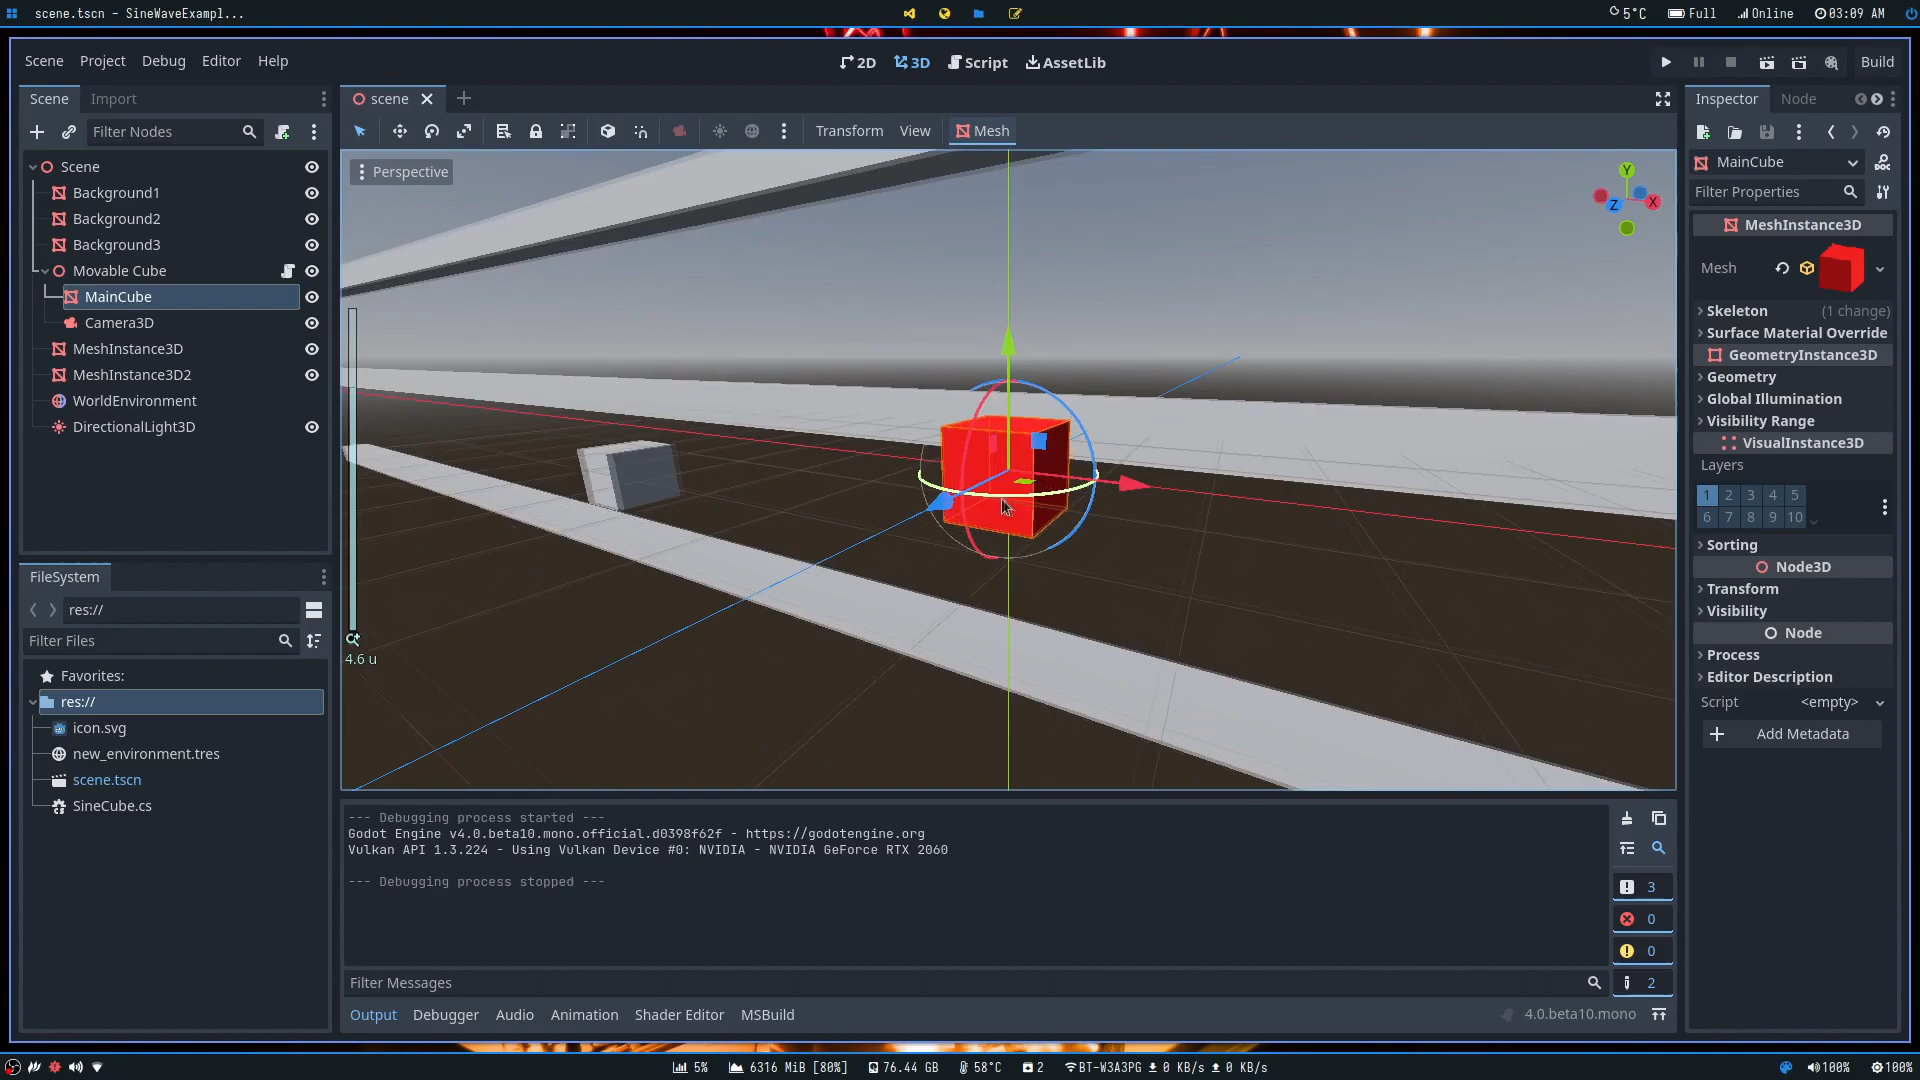 scene.tscn - SineWaveExampl...
5°C
Full
Online
03:09 AM
Scene
Project
Debug
Editor
Help
2D
3D
Script
AssetLib
Build
Scene
Import
scene
Inspector
Node
Filter Nodes
Transform
View
Mesh
MainCube
Filter Properties
Scene
Background1
Background2
Background3
Movable Cube
MainCube
Camera3D
MeshInstance3D
MeshInstance3D2
WorldEnvironment
DirectionalLight3D
Perspective
Y
Z
X
4.6 u
MeshInstance3D
Mesh
Skeleton
(1 change)
Surface Material Override
GeometryInstance3D
Geometry
Global Illumination
Visibility Range
VisualInstance3D
Layers
1 2 3 4 5
6 7 8 9 10
Sorting
Node3D
Transform
Visibility
Node
Process
Editor Description
Script
<empty>
Add Metadata
FileSystem
res://
Filter Files
Favorites:
res://
icon.svg
new_environment.tres
scene.tscn
SineCube.cs
--- Debugging process started ---
Godot Engine v4.0.beta10.mono.official.d0398f62f - https://godotengine.org
Vulkan API 1.3.224 - Using Vulkan Device #0: NVIDIA - NVIDIA GeForce RTX 2060
--- Debugging process stopped ---
3
0
0
2
Filter Messages
Output
Debugger
Audio
Animation
Shader Editor
MSBuild
4.0.beta10.mono
5%
6316 MiB [80%]
76.44 GB
58°C
2
BT-W3A3PG
0 KB/s
0 KB/s
100%
100%